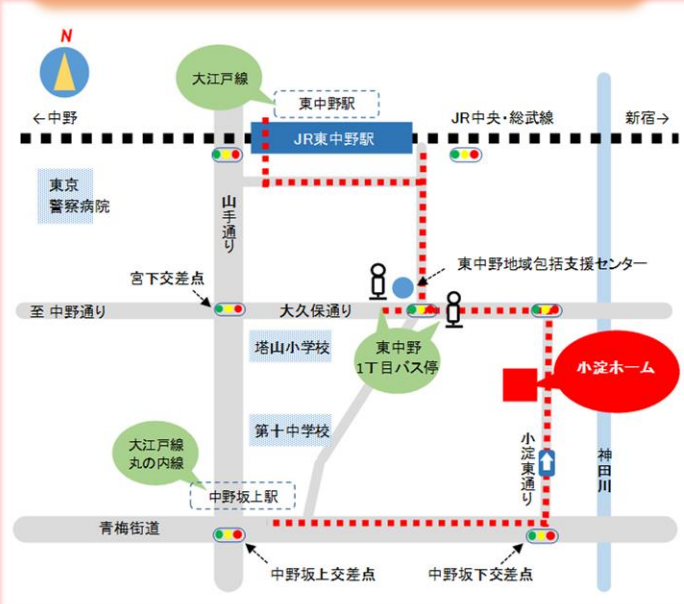 N
大江戸線
東中野駅
←中野
JR東中野駅
JR中央・総武線
新宿→
東京
警察病院
山手通り
東中野地域包括支援センター
宮下交差点
至 中野通り
大久保通り
塔山小学校
東中野
1丁目バス停
小淀ホーム
第十中学校
大江戸線
丸の内線
小淀東通り
神田川
中野坂上駅
青梅街道
中野坂上交差点
中野坂下交差点